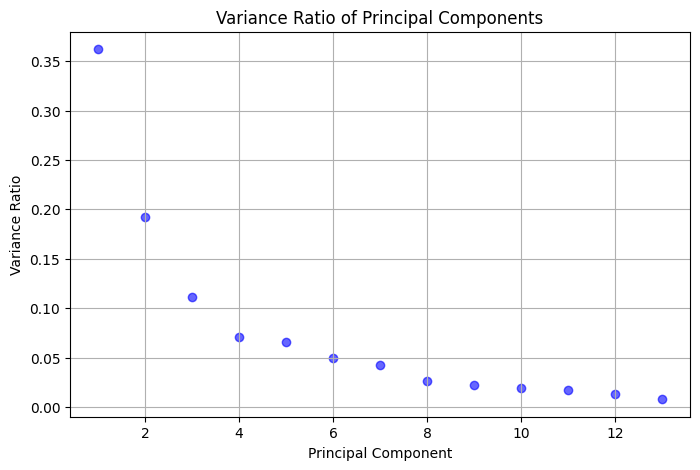 Variance Ratio of Principal Components
Variance Ratio
0.35
0.30
0.25
0.20
0.15
0.10
0.05
0.00
2 4 6 8 10 12
Principal Component